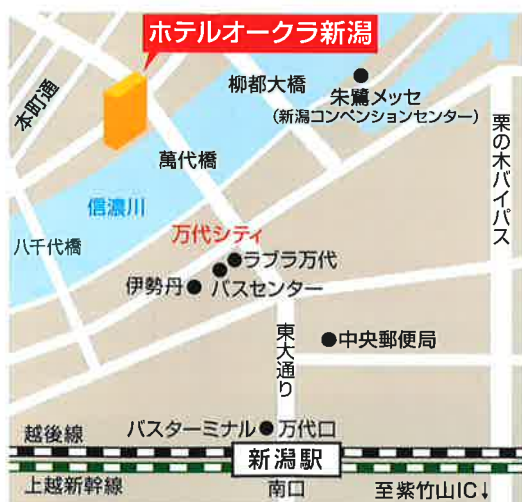 ホテルオークラ新潟
本町通
柳都大橋
朱鷺メッセ
(新潟コンベンションセンター)
萬代橋
栗の木バイパス
信濃川
八千代橋
万代シティ
ラブラ万代
伊勢丹
バスセンター
東大通り
中央郵便局
バスターミナル
万代口
越後線
新潟駅
上越新幹線
南口
至紫竹山IC↓